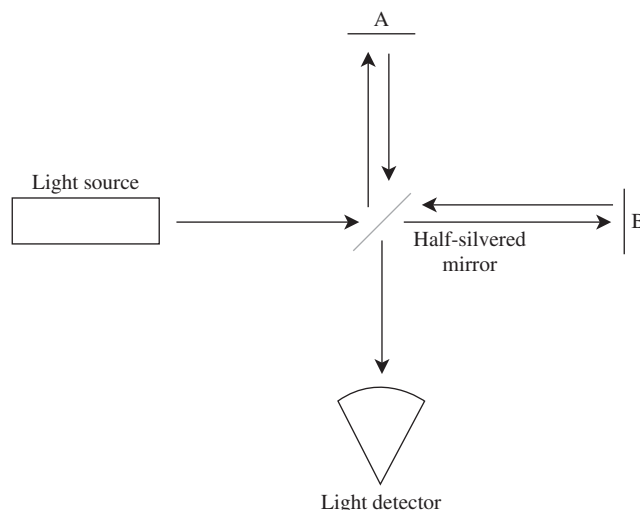 A
Light source
B
Half-silvered
mirror
Light detector